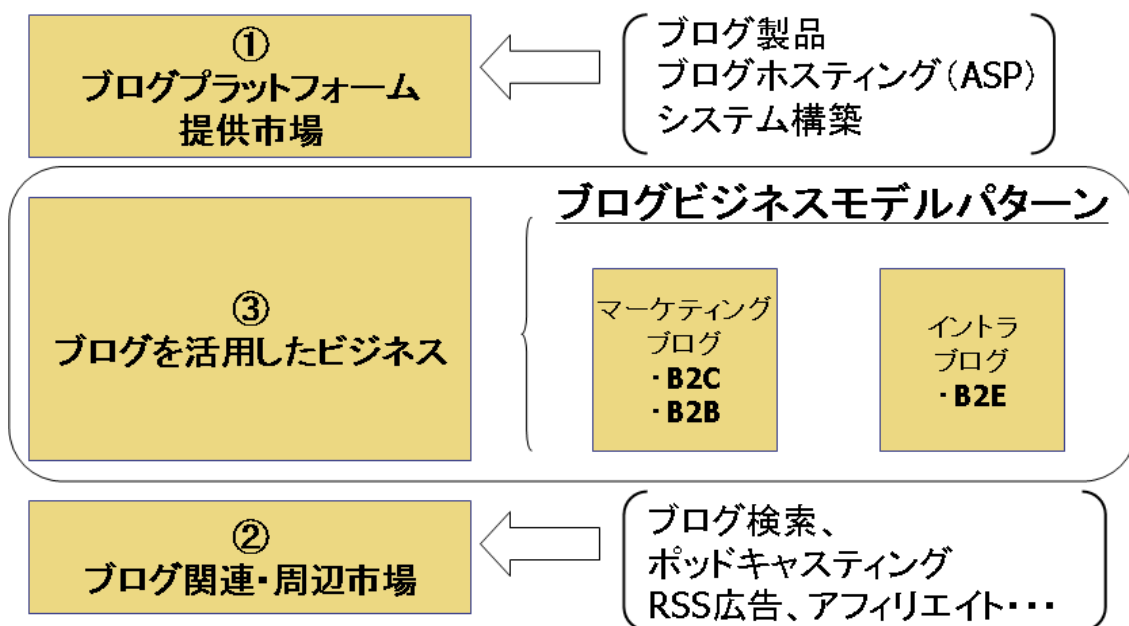 ①
ブログプラットフォーム
提供市場
ブログ製品
ブログホスティング(ASP)
システム構築
③
ブログを活用したビジネス
ブログビジネスモデルパターン
マーケティング
ブログ
・B2C
・B2B
イントラ
ブログ
・B2E
②
ブログ関連・周辺市場
ブログ検索、
ポッドキャスティング
RSS広告、アフィリエイト・・・